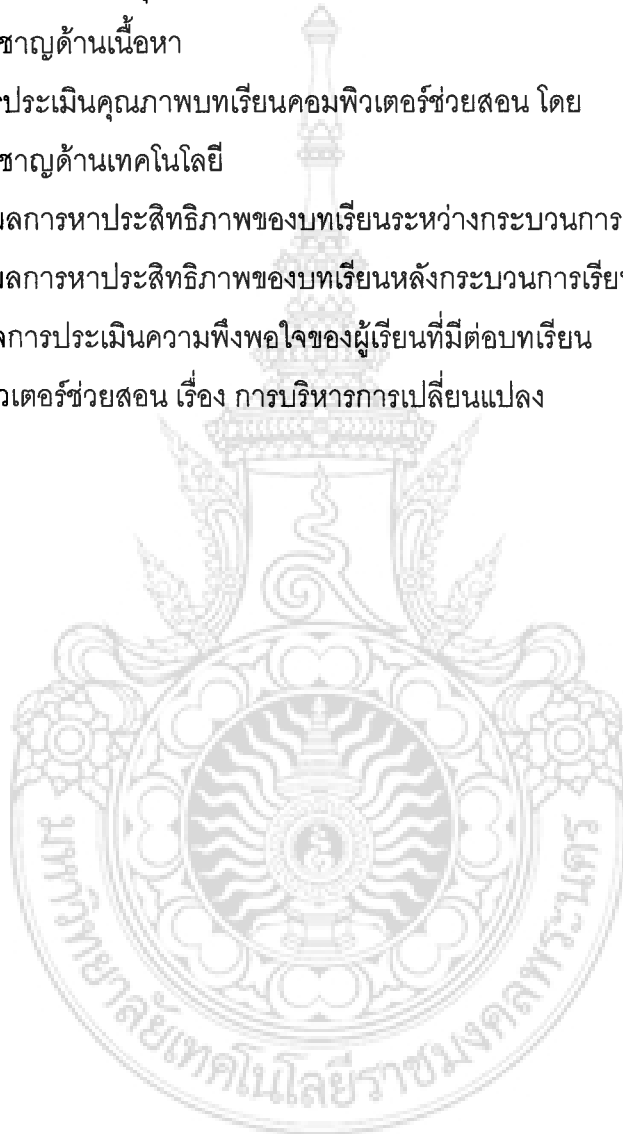 ชาญด้านเนื้อหา
ประเมินคุณภาพบทเรียนคอมพิวเตอร์ช่วยสอน โดย
ชาญด้านเทคโนโลยี
ผลการหาประสิทธิภาพของบทเรียนระหว่างกระบวนการ
ผลการหาประสิทธิภาพของบทเรียนหลังกระบวนการเรียน
การประเมินความพึงพอใจของผู้เรียนที่มีต่อบทเรียน
วเตอร์ช่วยสอน เรื่อง การบริหารการเปลี่ยนแปลง
มหาวิทยาลัยเทคโนโลยีราชมงคลพระนคร